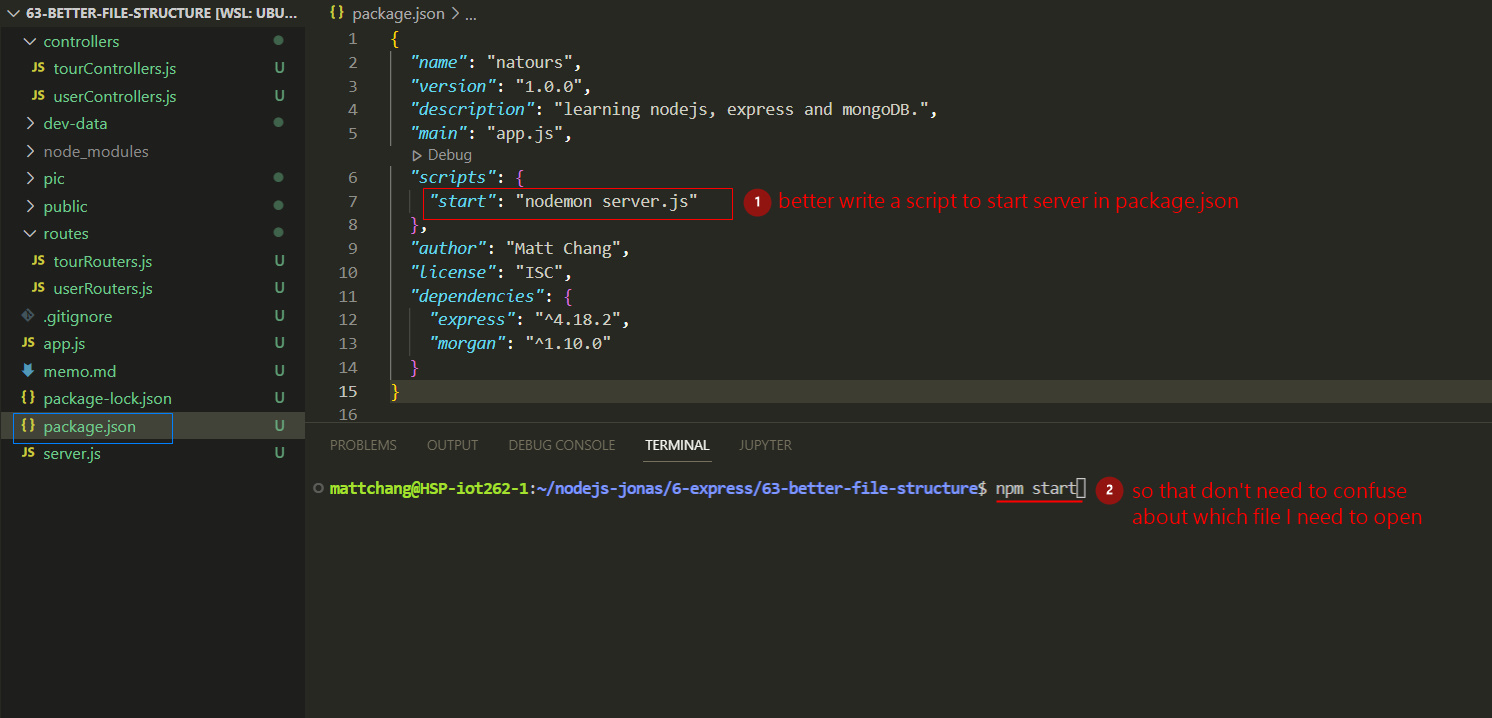 63-BETTER-FILE-STRUCTURE [WSL: UBU...
controllers
JS tourControllers.js U
JS userControllers.js U
dev-data
node_modules
pic
public
routes
JS tourRouters.js U
JS userRouters.js U
.gitignore U
JS app.js U
memo.md U
{} package-lock.json U
{} package.json U
JS server.js U
{} package.json > ...
1 {
2 "name": "natours",
3 "version": "1.0.0",
4 "description": "learning nodejs, express and mongoDB.",
5 "main": "app.js",
Debug
6 "scripts": {
7 "start": "nodemon server.js"
8 },
9 "author": "Matt Chang",
10 "license": "ISC",
11 "dependencies": {
12 "express": "^4.18.2",
13 "morgan": "^1.10.0"
14 }
15 }
16
1 better write a script to start server in package.json
PROBLEMS OUTPUT DEBUG CONSOLE TERMINAL JUPYTER
mattchang@HSP-iot262-1:~/nodejs-jonas/6-express/63-better-file-structure$ npm start
2 so that don't need to confuse
about which file I need to open